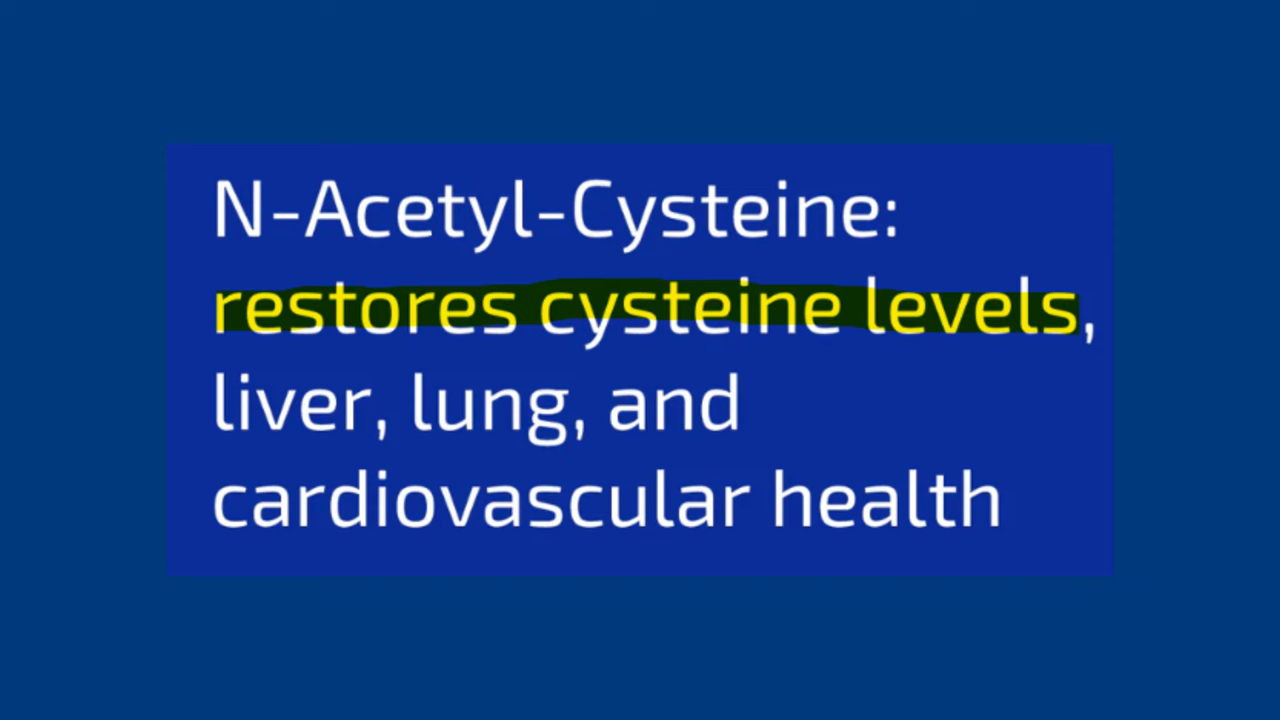 N-Acetyl-Cysteine:
restores cysteine levels,
liver, lung, and
cardiovascular health